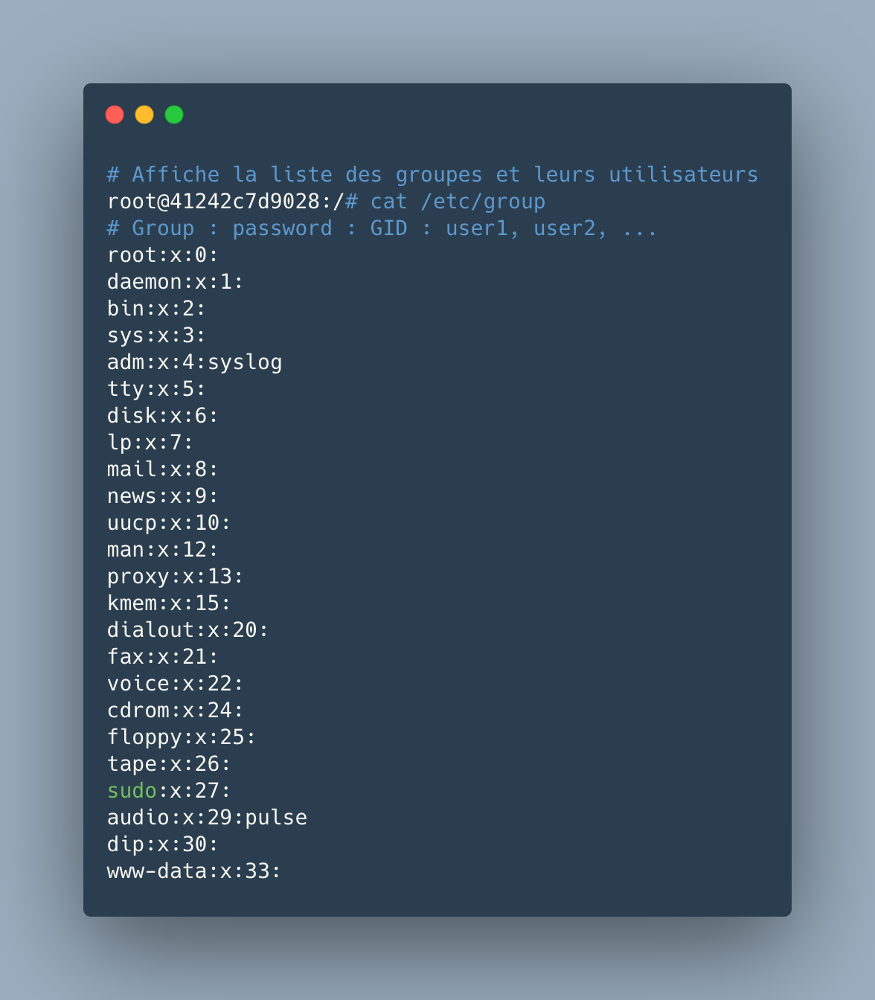 # Affiche la liste des groupes et leurs utilisateurs
root@41242c7d9028:/# cat /etc/group
# Group : password : GID : user1, user2, ...
root:x:0:
daemon:x:1:
bin:x:2:
sys:x:3:
adm:x:4:syslog
tty:x:5:
disk:x:6:
lp:x:7:
mail:x:8:
news:x:9:
uucp:x:10:
man:x:12:
proxy:x:13:
kmem:x:15:
dialout:x:20:
fax:x:21:
voice:x:22:
cdrom:x:24:
floppy:x:25:
tape:x:26:
sudo:x:27:
audio:x:29:pulse
dip:x:30:
www-data:x:33: